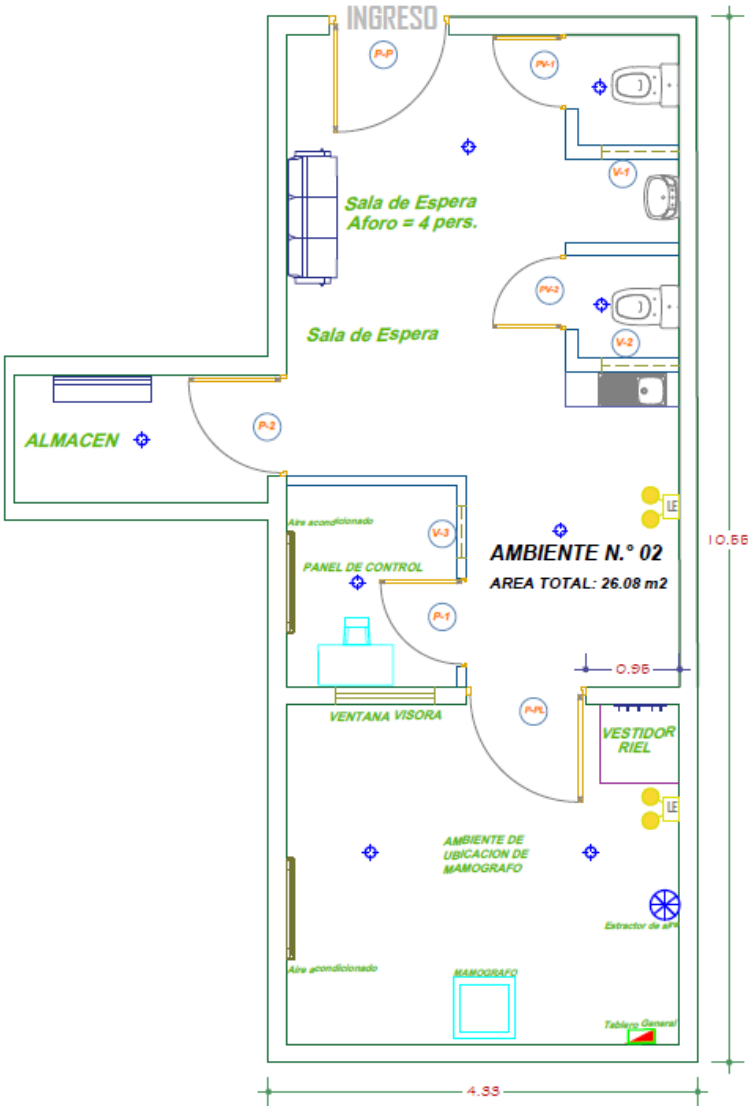 INGRESO
P-P
PV-1
V-1
Sala de Espera
Aforo = 4 pers.
PV-2
Sala de Espera
V-2
P-2
ALMACEN
LE
Aire acondicionado
V-3
AMBIENTE N.° 02
10.55
PANEL DE CONTROL
AREA TOTAL: 26.08 m2
P-1
0.95
VENTANA VISORA
P-PL
VESTIDOR
RIEL
LE
AMBIENTE DE
UBICACION DE
MAMOGRAFO
Extractor de aire
Aire acondicionado
MAMOGRAFO
Tablero General
4.33